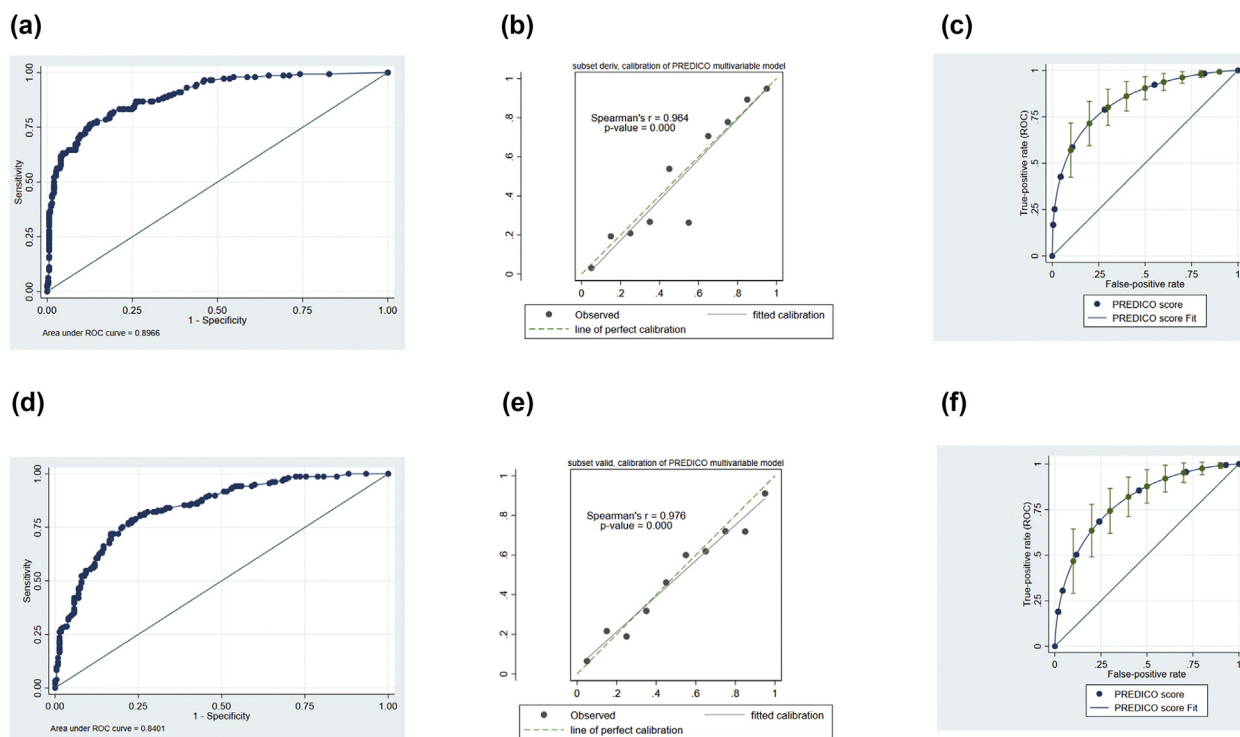 (a)
1.00
0.75
0.50
0.25
0.00
Sensitivity
0.00 0.25 0.50 0.75 1.00
1 - Specificity
Area under ROC curve = 0.8966
(b)
subset deriv, calibration of PREDICO multivariable model
Spearman's r = 0.964
p-value = 0.000
1
.8
.6
.4
.2
0
0 .2 .4 .6 .8 1
Observed fitted calibration
line of perfect calibration
(c)
1
.75
.5
.25
0
True-positive rate (ROC)
0 .25 .5 .75 1
False-positive rate
PREDICO score
PREDICO score Fit
(d)
1.00
0.75
0.50
0.25
0.00
Sensitivity
0.00 0.25 0.50 0.75 1.00
1 - Specificity
Area under ROC curve = 0.8401
(e)
subset valid, calibration of PREDICO multivariable model
Spearman's r = 0.976
p-value = 0.000
1
.8
.6
.4
.2
0
0 .2 .4 .6 .8 1
Observed fitted calibration
line of perfect calibration
(f)
1
.75
.5
.25
0
True-positive rate (ROC)
0 .25 .5 .75 1
False-positive rate
PREDICO score
PREDICO score Fit